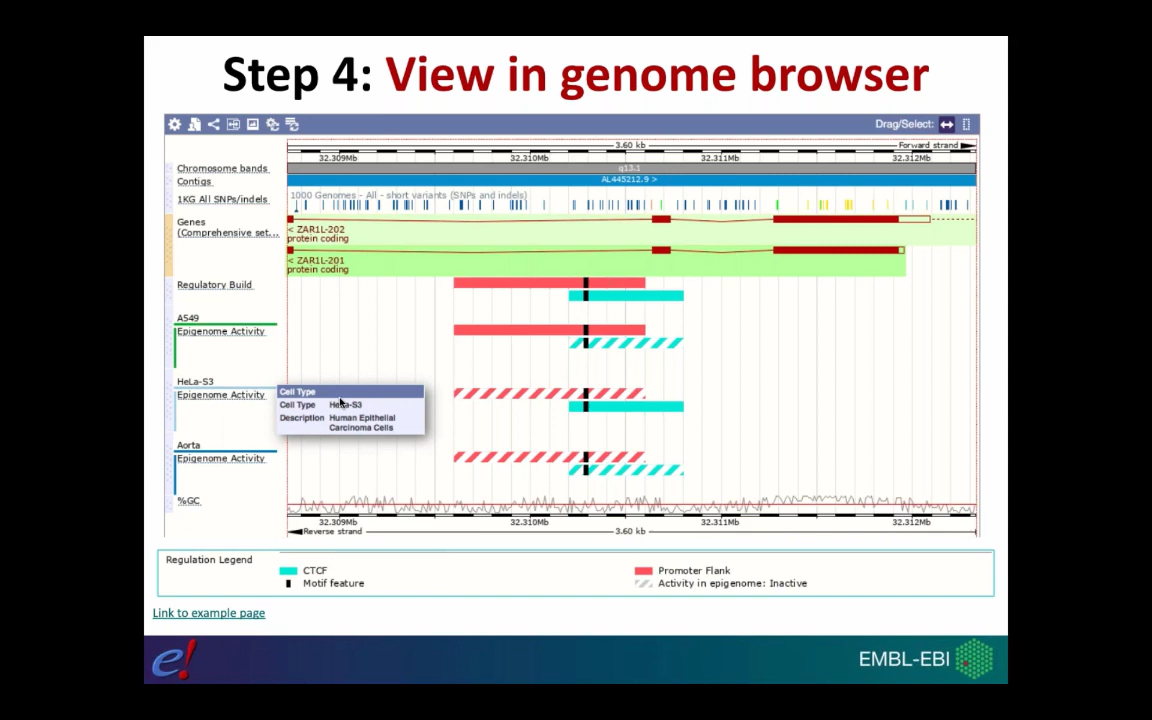 Step 4: View in genome browser
Drag/Select:
3.60 kb
Forward strand
32.309Mb 32.310Mb 32.311Mb 32.312Mb
Chromosome bands
q13.1
Contigs
AL445212.9 >
1000 Genomes - All - short variants (SNPs and indels)
1KG All SNPs/indels
Genes
(Comprehensive set...
< ZAR1L-202
protein coding
< ZAR1L-201
protein coding
Regulatory Build
A549
Epigenome Activity
HeLa-S3
Epigenome Activity
Cell Type
Cell Type HeLa-S3
Description Human Epithelial
Carcinoma Cells
Aorta
Epigenome Activity
%GC
32.309Mb 32.310Mb 32.311Mb 32.312Mb
Reverse strand
3.60 kb
Regulation Legend
CTCF
Promoter Flank
Motif feature
Activity in epigenome: Inactive
Link to example page
e!
EMBL-EBI